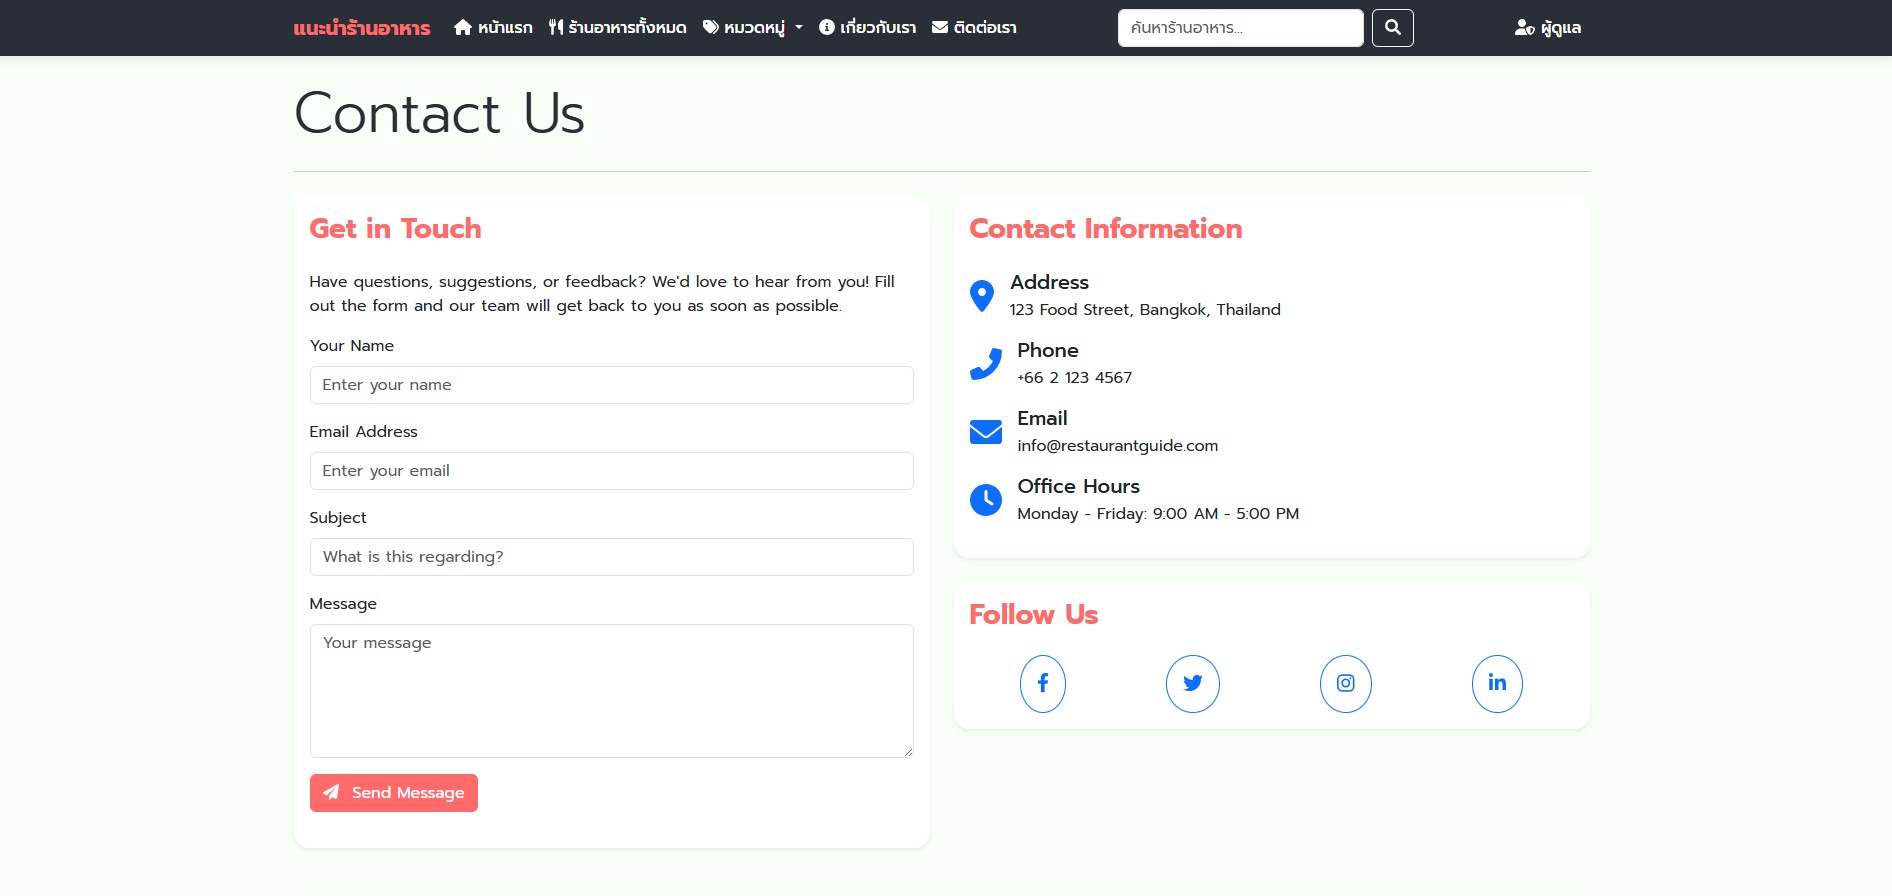 แนะนำร้านอาหาร หน้าแรก ร้านอาหารทั้งหมด หมวดหมู่ เกี่ยวกับเรา ติดต่อเรา ค้นหาร้านอาหาร... ผู้ดูแล
Contact Us
Get in Touch
Have questions, suggestions, or feedback? We'd love to hear from you! Fill
out the form and our team will get back to you as soon as possible.
Your Name
Enter your name
Email Address
Enter your email
Subject
What is this regarding?
Message
Your message
Send Message
Contact Information
Address
123 Food Street, Bangkok, Thailand
Phone
+66 2 123 4567
Email
info@restaurantguide.com
Office Hours
Monday - Friday: 9:00 AM - 5:00 PM
Follow Us